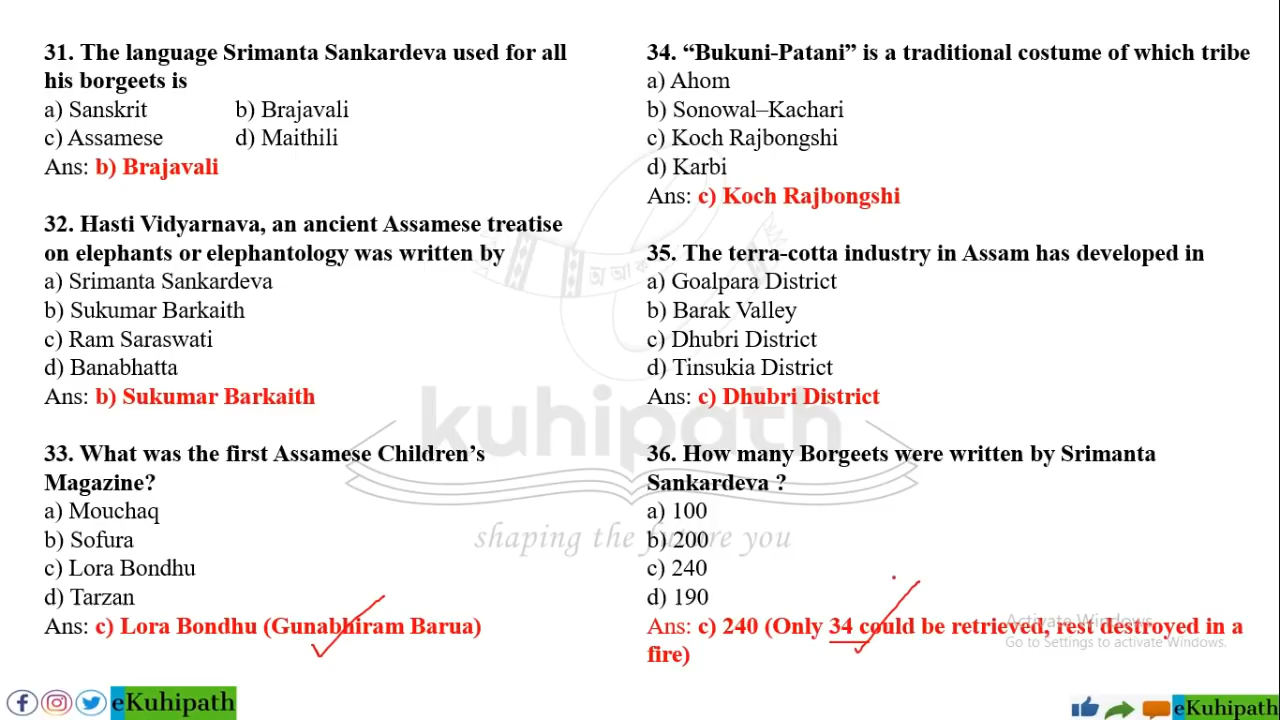 31. The language Srimanta Sankardeva used for all
his borgeets is
a) Sanskrit b) Brajavali
c) Assamese d) Maithili
Ans: b) Brajavali
32. Hasti Vidyarnava, an ancient Assamese treatise
on elephants or elephantology was written by
a) Srimanta Sankardeva
b) Sukumar Barkaith
c) Ram Saraswati
d) Banabhatta
Ans: b) Sukumar Barkaith
33. What was the first Assamese Children’s
Magazine?
a) Mouchaq
b) Sofura
c) Lora Bondhu
d) Tarzan
Ans: c) Lora Bondhu (Gunabhiram Barua)
34. “Bukuni-Patani” is a traditional costume of which tribe
a) Ahom
b) Sonowal–Kachari
c) Koch Rajbongshi
d) Karbi
Ans: c) Koch Rajbongshi
35. The terra-cotta industry in Assam has developed in
a) Goalpara District
b) Barak Valley
c) Dhubri District
d) Tinsukia District
Ans: c) Dhubri District
36. How many Borgeets were written by Srimanta
Sankardeva ?
a) 100
b) 200
c) 240
d) 190
Ans: c) 240 (Only 34 could be retrieved, rest destroyed in a
fire)
অ আ ক
kuhipath
shaping the future you
Activate Windows
Go to Settings to activate Windows.
eKuhipath
eKuhipath